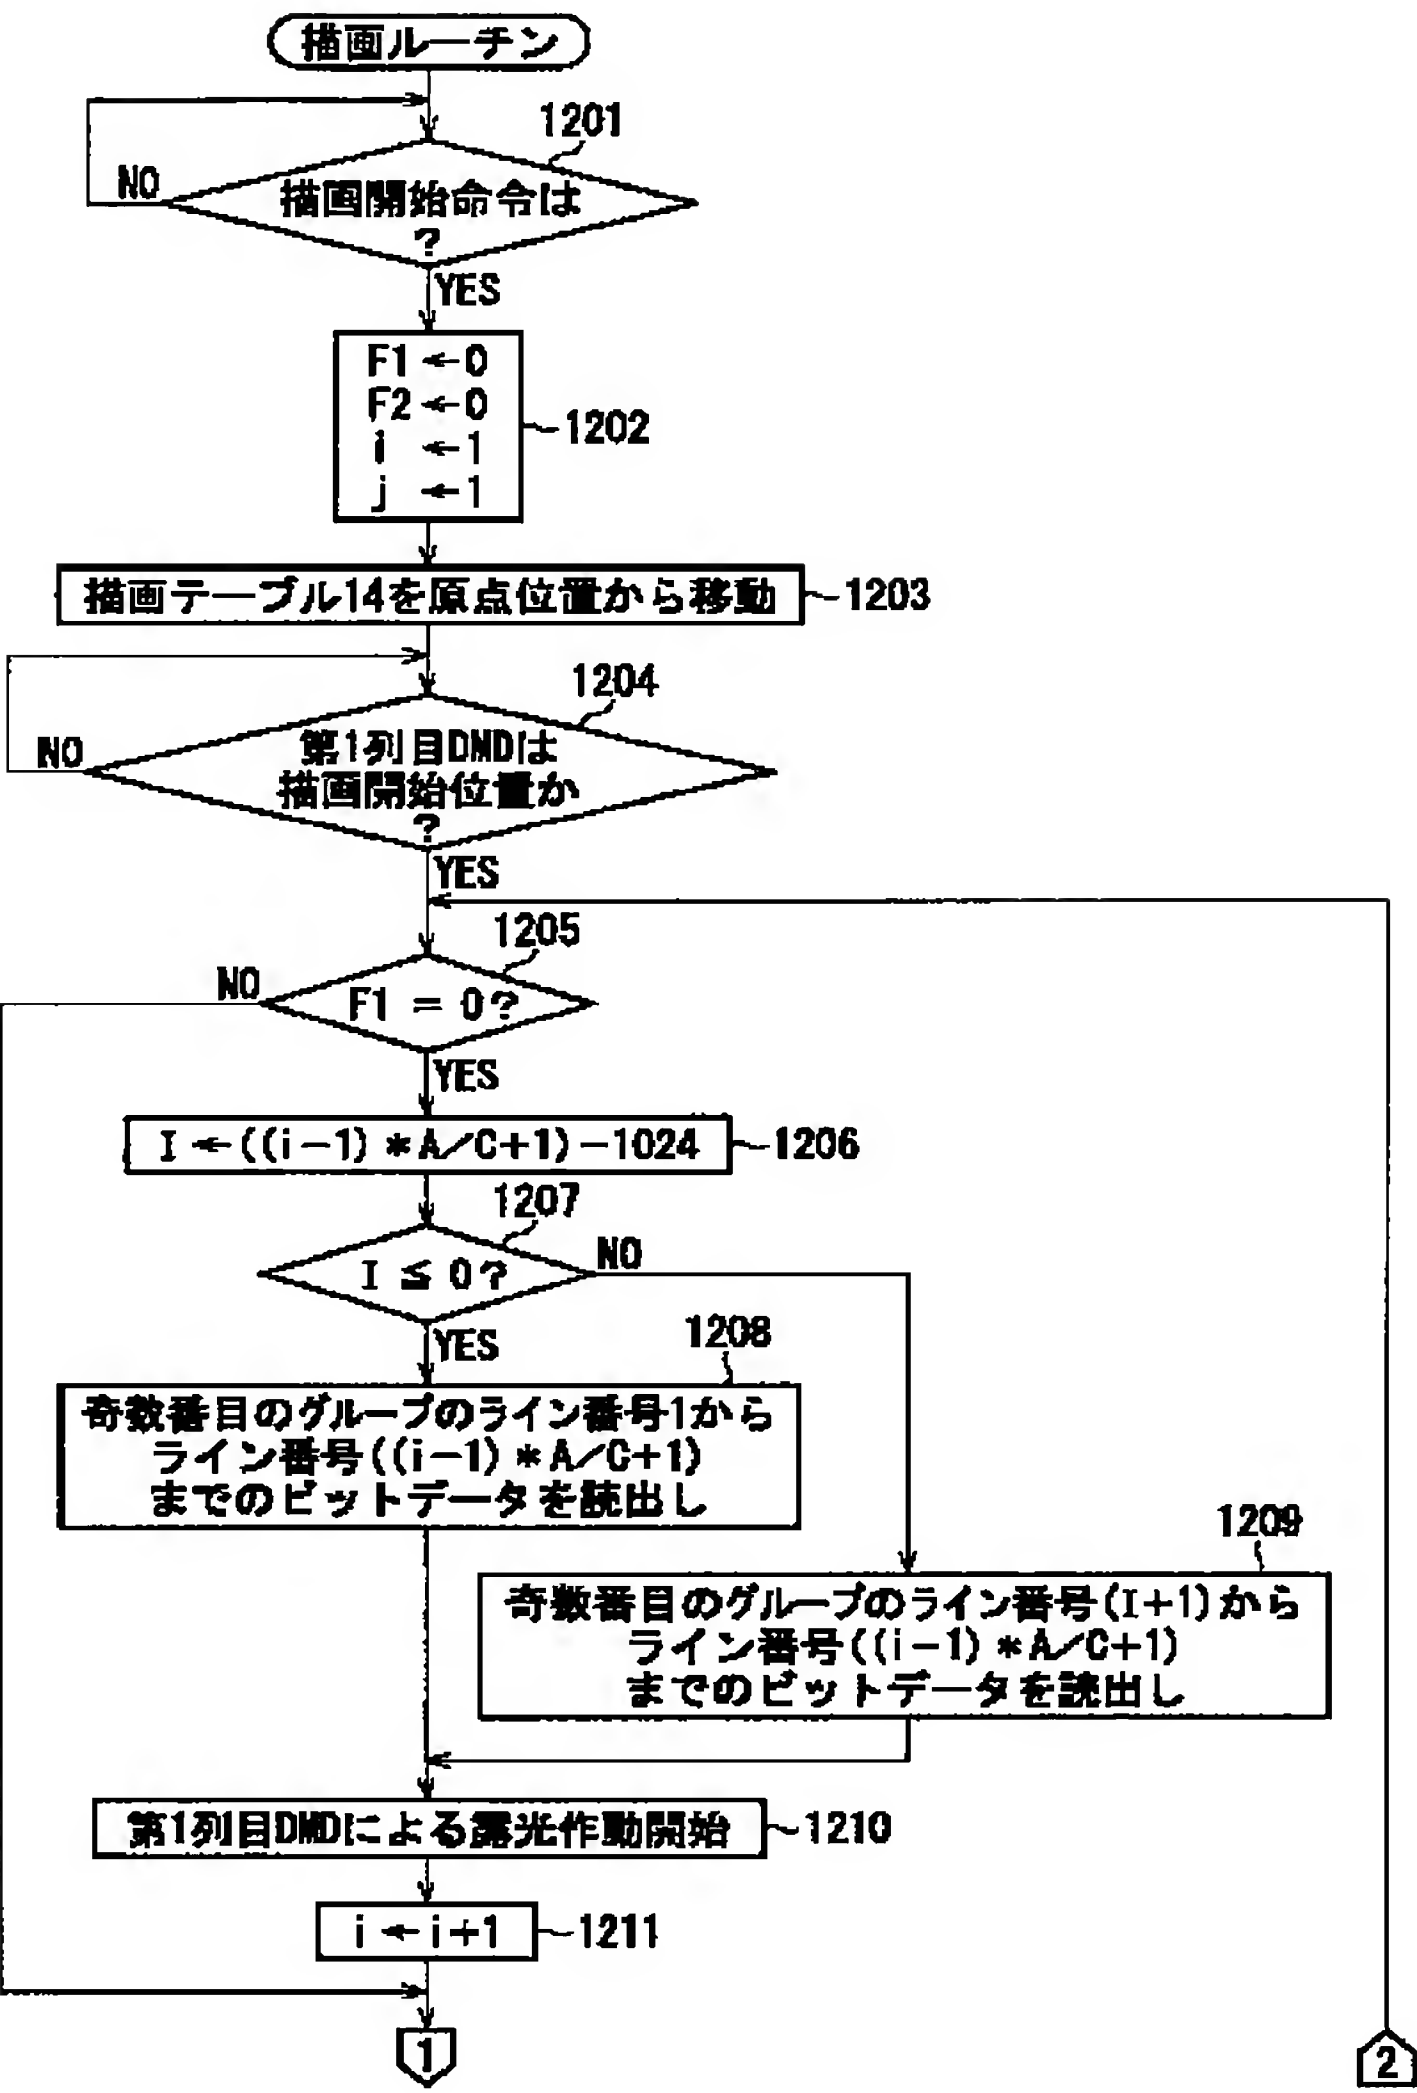 描画ルーチン
1201
NO
描画開始命令は
?
YES
F1 ←0
F2 ←0
i ←1
j ←1
1202
描画テーブル14を原点位置から移動
1203
1204
NO
第1列目DMDは
描画開始位置か
?
YES
1205
NO
F1 = 0?
YES
I ←((i-1) *A/C+1) -1024
1206
1207
I ≦ 0?
NO
YES
1208
奇数番目のグループのライン番号1から
ライン番号((i-1) *A/C+1)
までのビットデータを読出し
1209
奇数番目のグループのライン番号(I+1)から
ライン番号((i-1) *A/C+1)
までのビットデータを読出し
第1列目DMDによる露光作動開始
1210
i ← i+1
1211
1
2